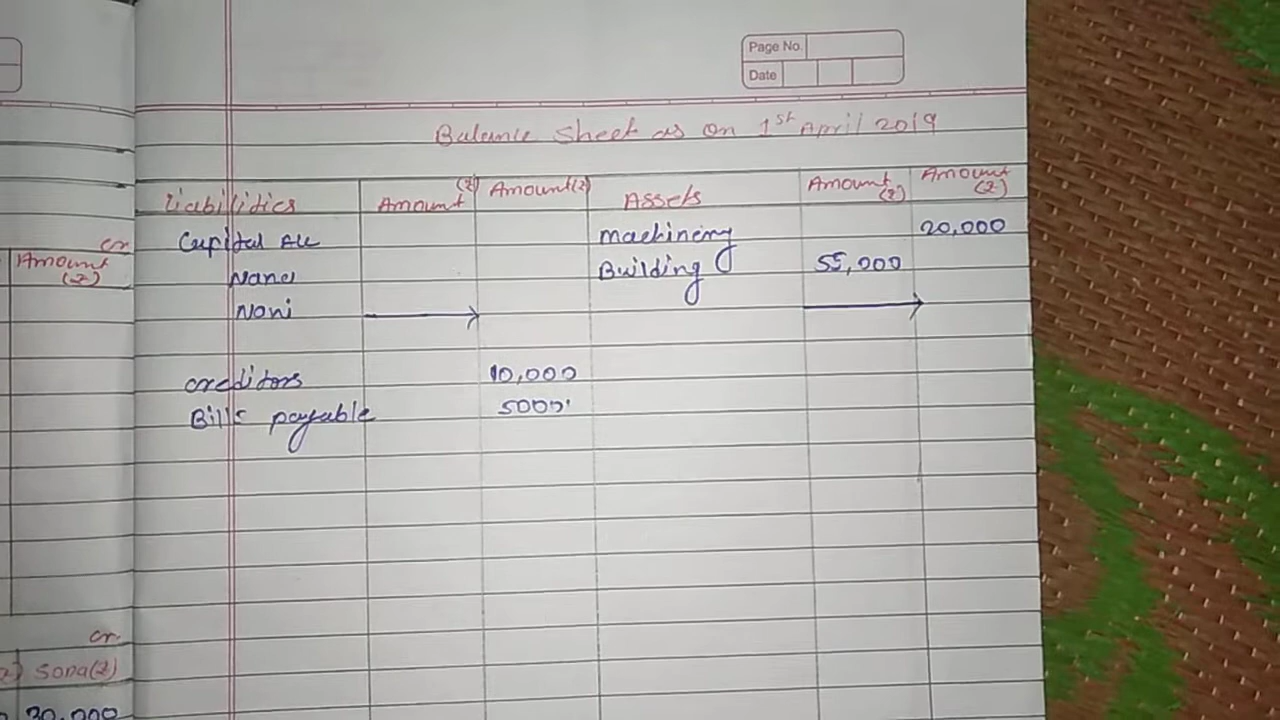 Page No.
Date
Balance Sheet as on 1st April 2019
Liabilities Amount (₹) Amount (₹) Assets Amount (₹) Amount (₹)
Capital A/c Machinery 20,000
Nana Building 55,000
Noni
creditors 10,000
Bills payable 5000
cr
Amount (₹)
cr
Sona (₹)